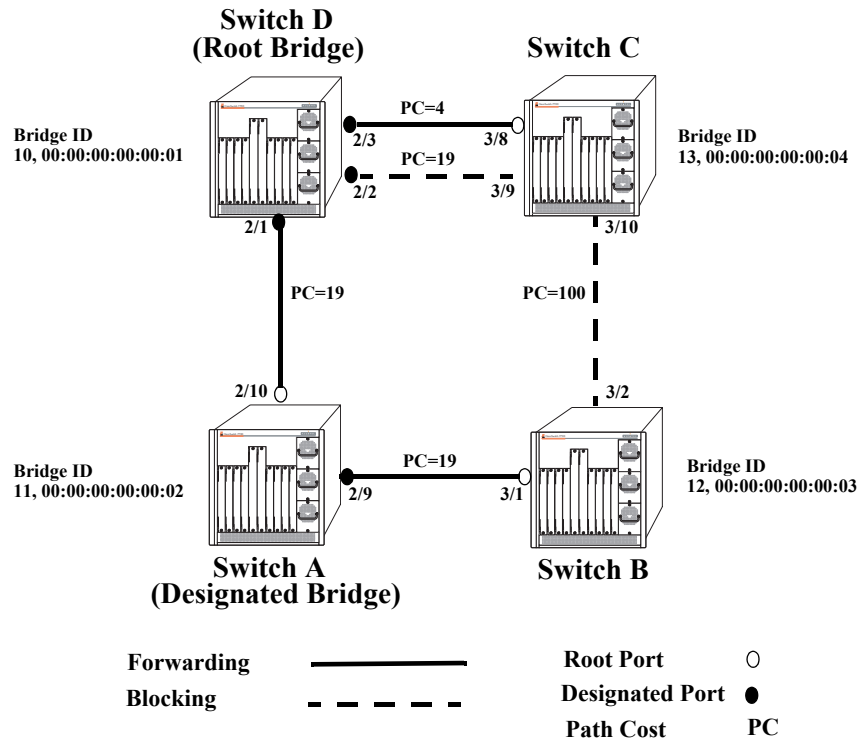 Switch D
(Root Bridge)
Switch C
Bridge ID
10, 00:00:00:00:00:01
PC=4
2/3
3/8
PC=19
2/2
3/9
Bridge ID
13, 00:00:00:00:00:04
2/1
3/10
PC=19
PC=100
2/10
3/2
Bridge ID
11, 00:00:00:00:00:02
PC=19
2/9
3/1
Bridge ID
12, 00:00:00:00:00:03
Switch A
(Designated Bridge)
Switch B
Forwarding
Root Port
Blocking
Designated Port
Path Cost PC